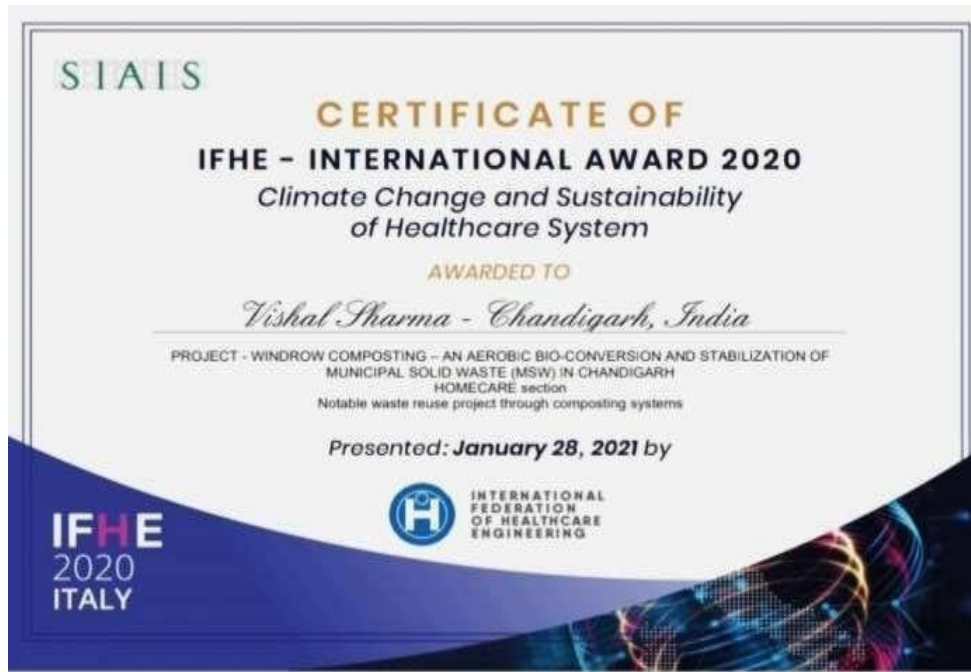 SIAIS
CERTIFICATE OF
IFHE - INTERNATIONAL AWARD 2020
Climate Change and Sustainability
of Healthcare System
AWARDED TO
Vishal Sharma - Chandigarh, India
PROJECT - WINDROW COMPOSTING – AN AEROBIC BIO-CONVERSION AND STABILIZATION OF
MUNICIPAL SOLID WASTE (MSW) IN CHANDIGARH
HOMECARE section
Notable waste reuse project through composting systems
Presented: January 28, 2021 by
H
INTERNATIONAL
FEDERATION
OF HEALTHCARE
ENGINEERING
IFHE
2020
ITALY